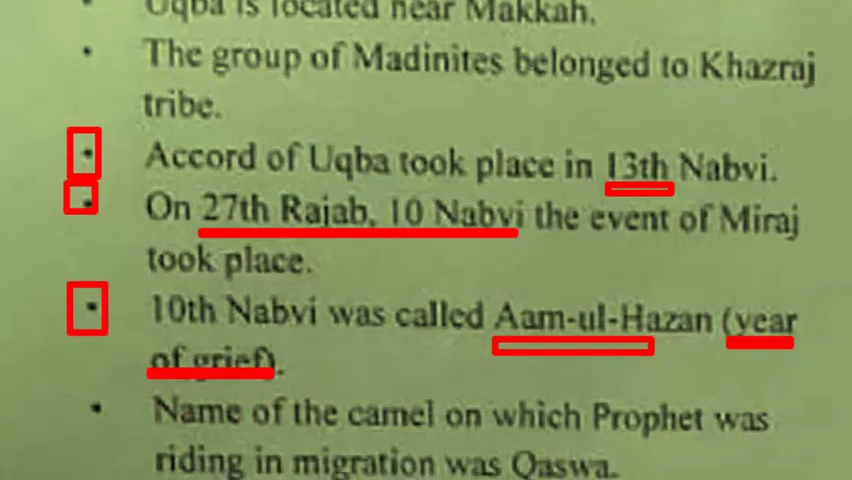 • Uqba is located near Makkah.
• The group of Madinites belonged to Khazraj
tribe.
• Accord of Uqba took place in 13th Nabvi.
• On 27th Rajab, 10 Nabvi the event of Miraj
took place.
• 10th Nabvi was called Aam-ul-Hazan (year
of grief).
• Name of the camel on which Prophet was
riding in migration was Qaswa.